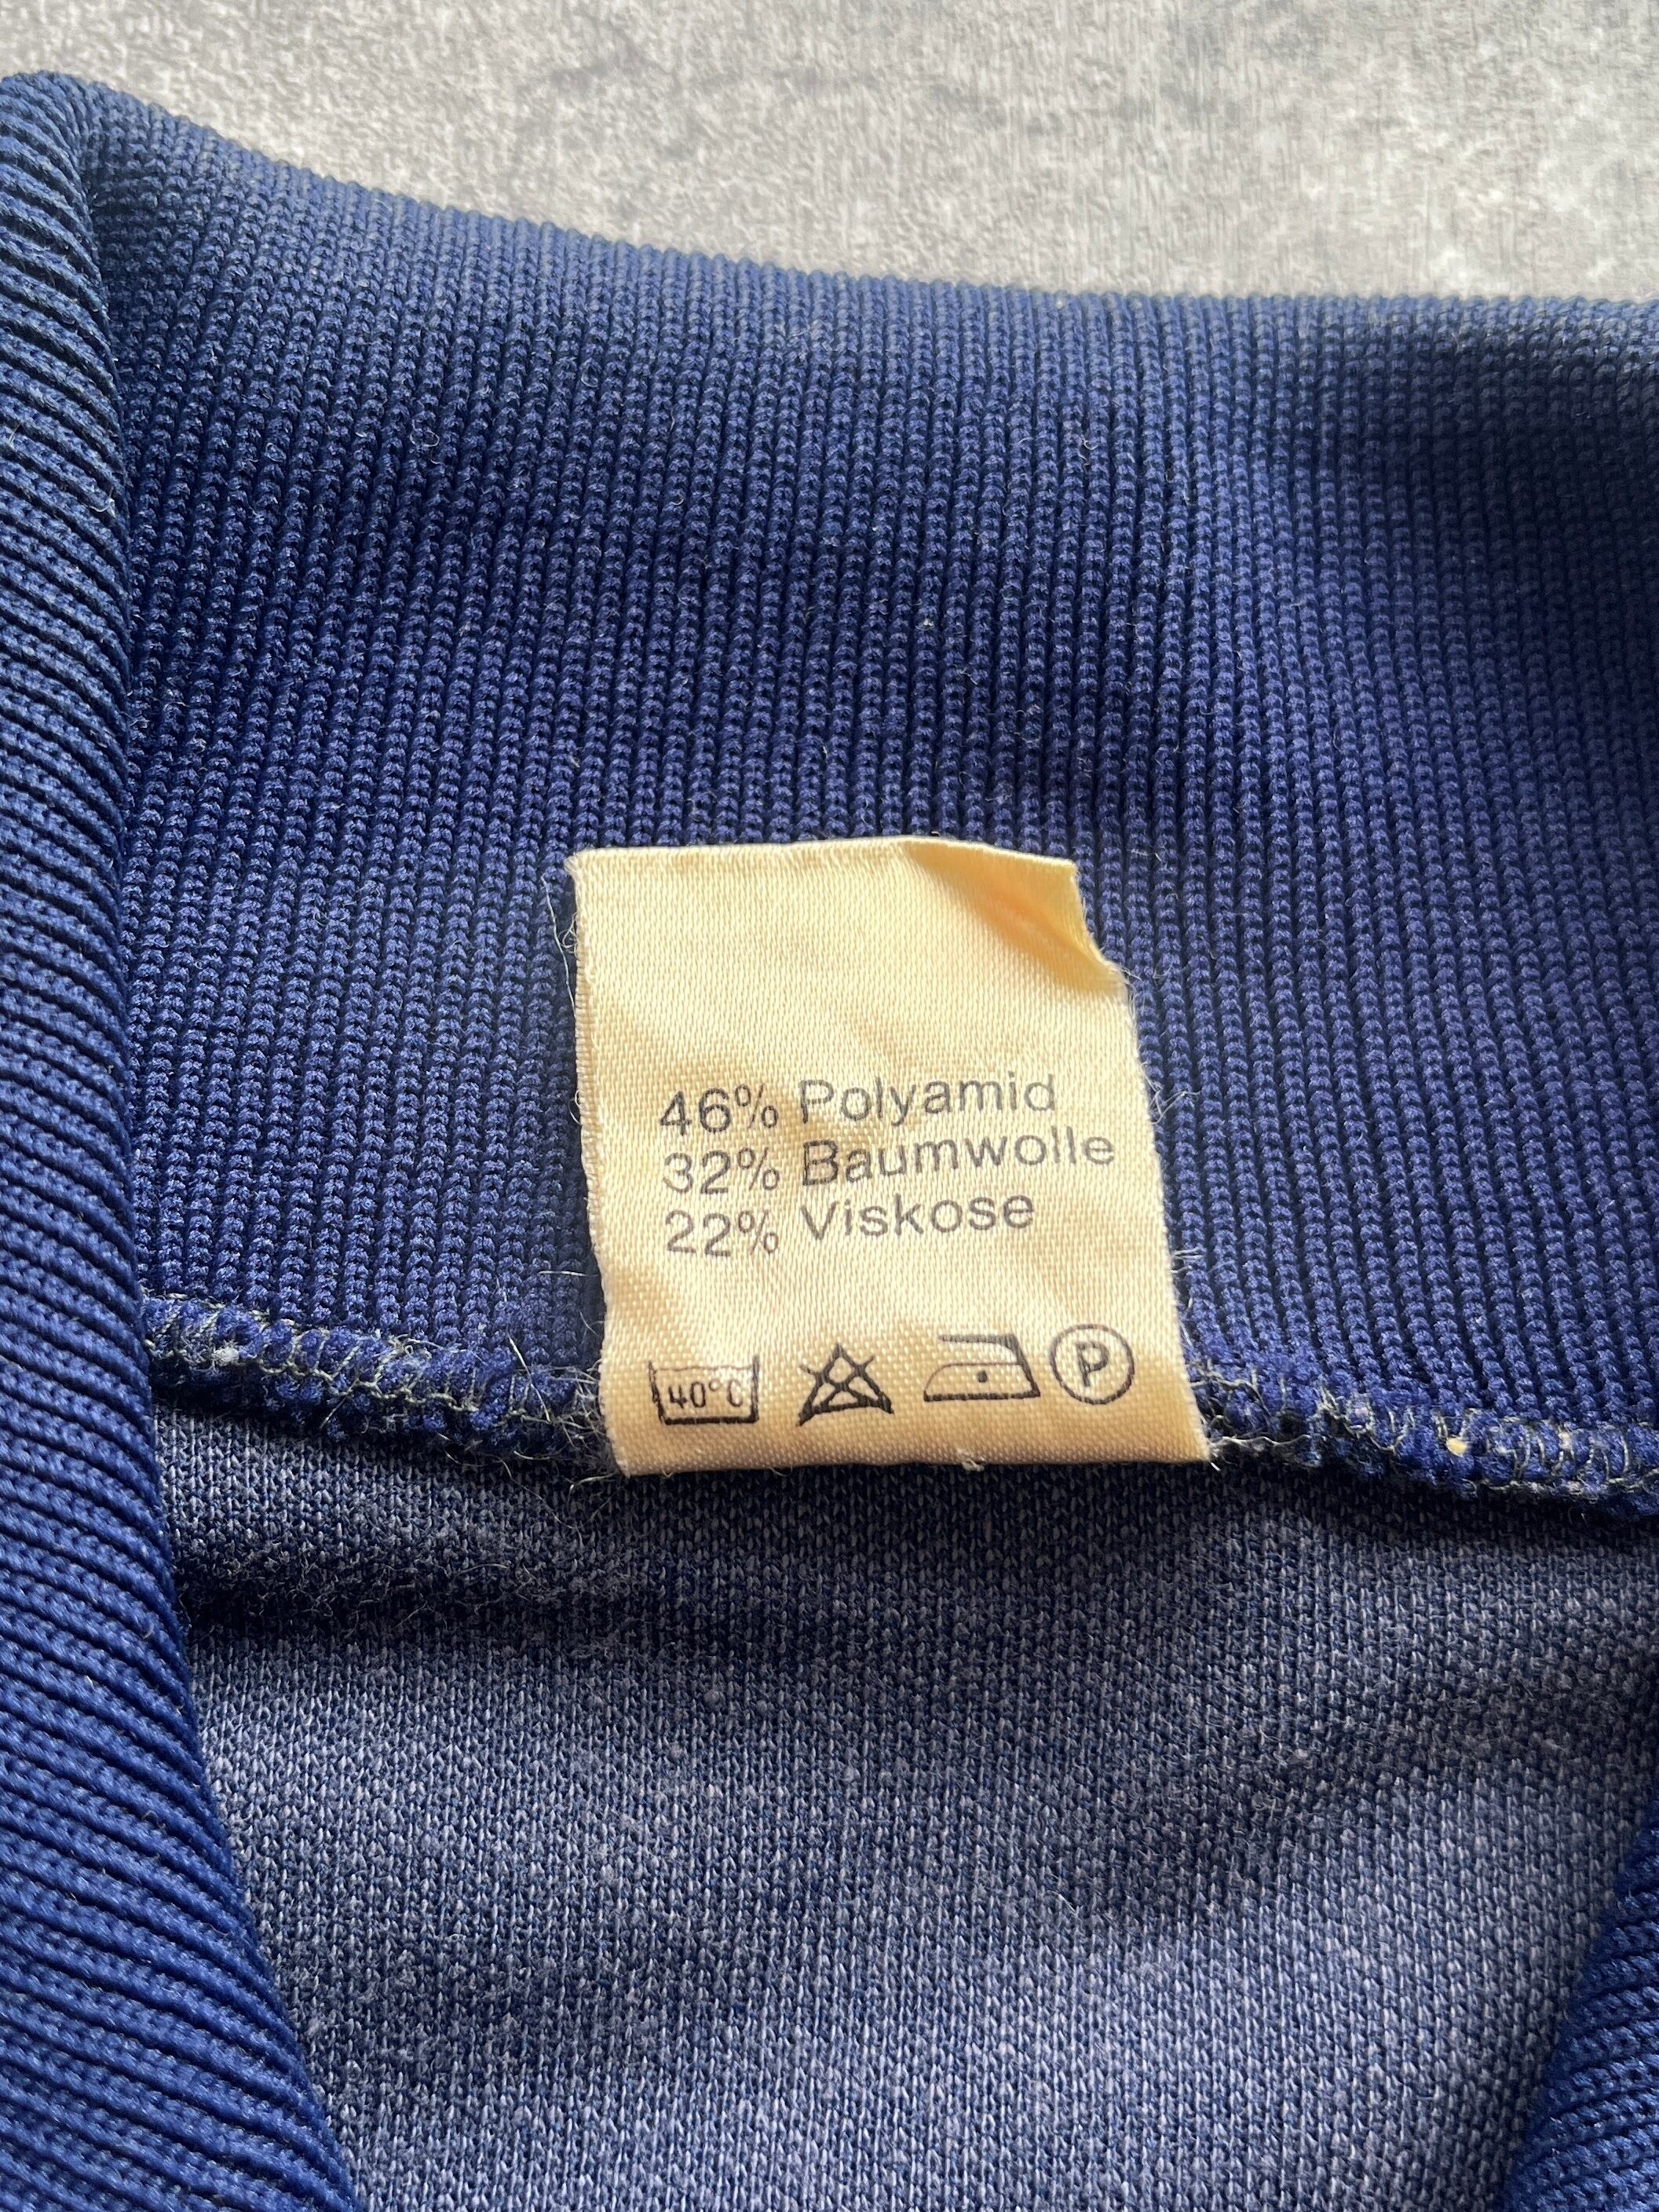 46% Polyamid
32% Baumwolle
22% Viskose
40°C P